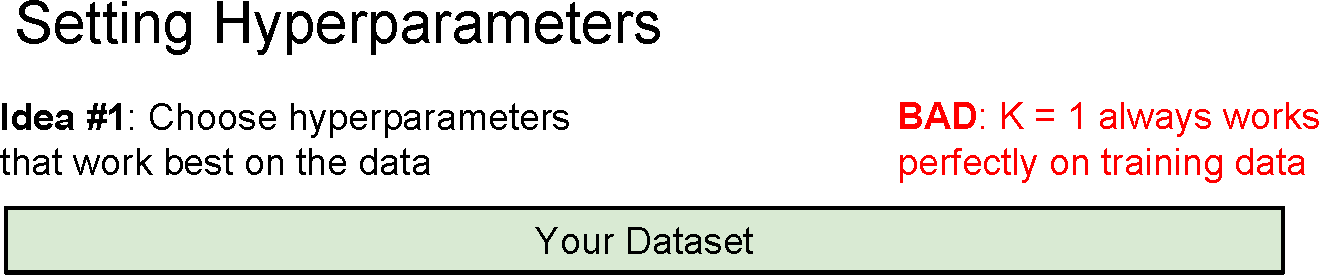 Setting Hyperparameters
Idea #1: Choose hyperparameters
that work best on the data
BAD: K = 1 always works
perfectly on training data
Your Dataset